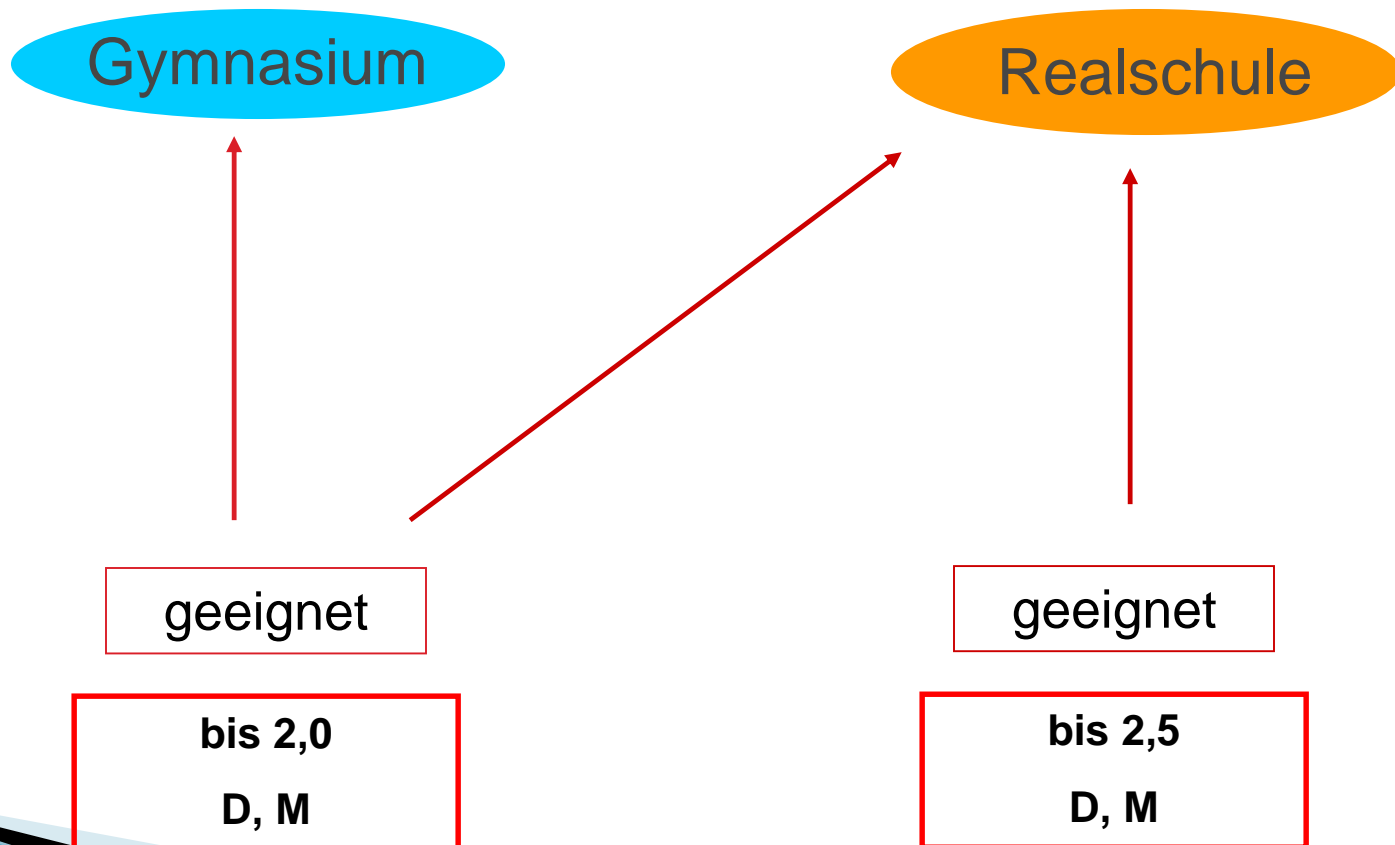 Gymnasium
Realschule
geeignet
geeignet
bis 2,0
D, M
bis 2,5
D, M